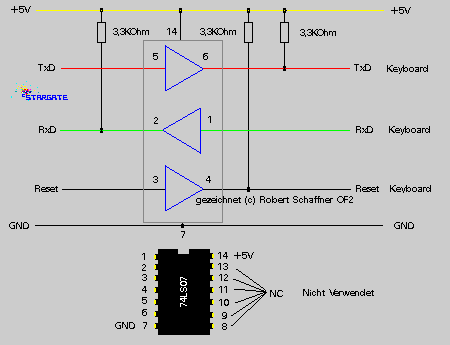 +5V +5V
3,3KOhm 14 3,3KOhm 3,3KOhm
5 6
TxD TxD Keyboard
STARGATE
2 1
RxD RxD Keyboard
3 4
Reset Reset Keyboard
gezeichnet (c) Robert Schaffner OF2
GND GND
7
1 14 +5V
2 13
3 12
4 11
5 10
6 9
GND 7 8
74LS07
NC Nicht Verwendet